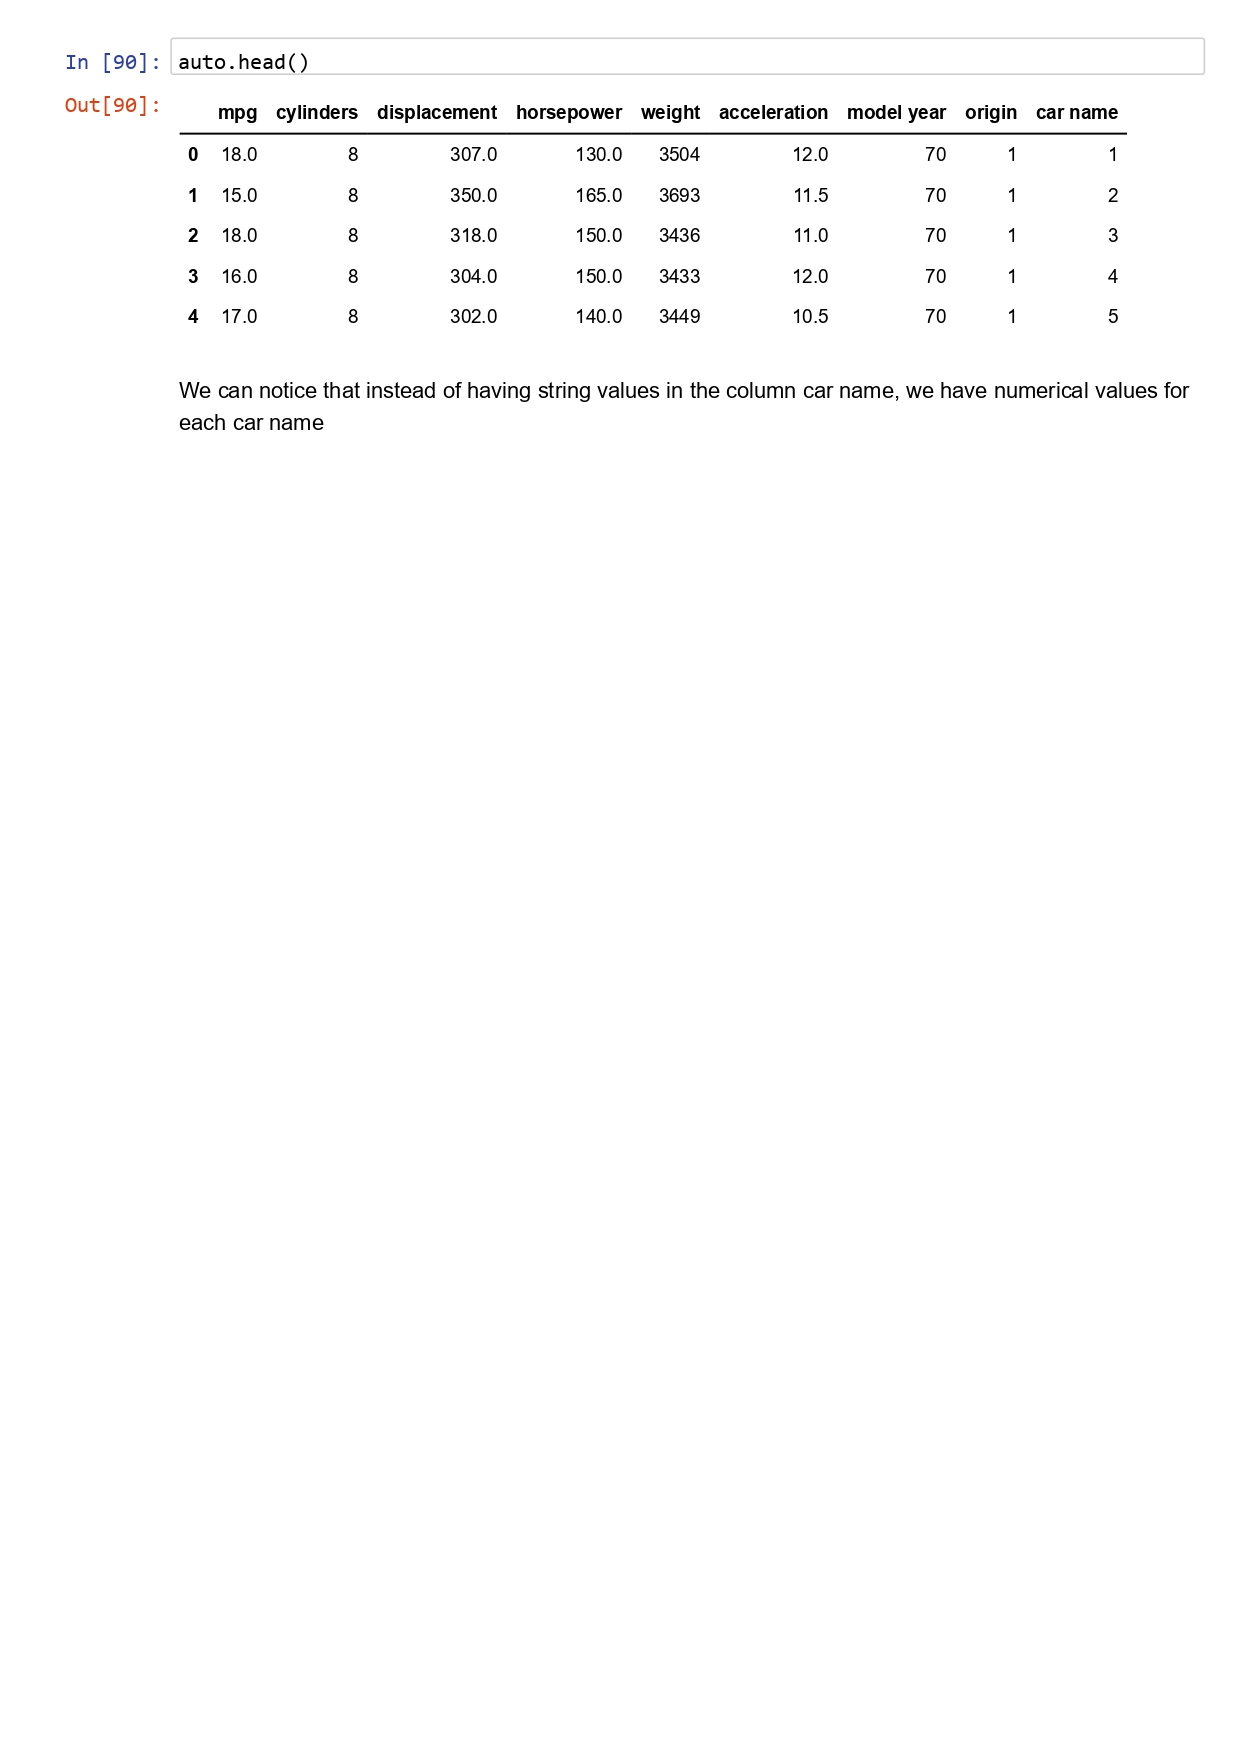 In [90]: auto.head()
Out[90]:
mpg cylinders displacement horsepower weight acceleration model year origin car name
0 18.0 8 307.0 130.0 3504 12.0 70 1 1
1 15.0 8 350.0 165.0 3693 11.5 70 1 2
2 18.0 8 318.0 150.0 3436 11.0 70 1 3
3 16.0 8 304.0 150.0 3433 12.0 70 1 4
4 17.0 8 302.0 140.0 3449 10.5 70 1 5
We can notice that instead of having string values in the column car name, we have numerical values for
each car name